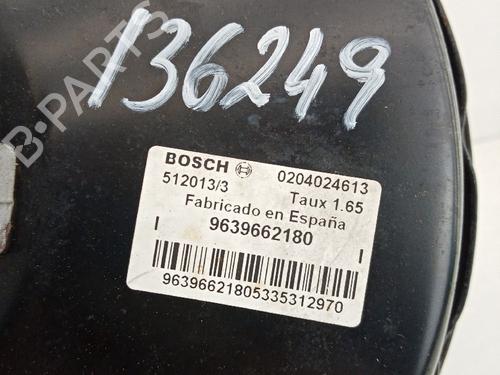 136249
B-PARTS
BOSCH 0204024613
512013/3 Taux 1.65
Fabricado en España
I 9639662180 I
96396621805335312970